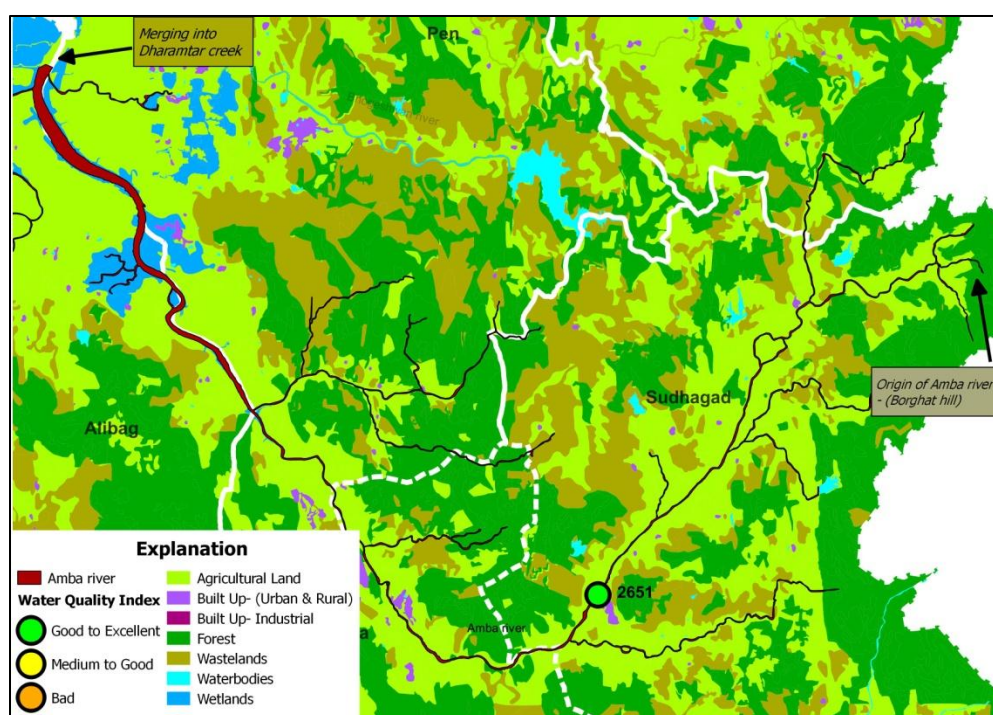 Merging into
Dharamtar creek
Pen
Sudhagad
Origin of Amba river
- (Borghat hill)
Alibag
2651
Amba river
Explanation
Amba river
Water Quality Index
Good to Excellent
Medium to Good
Bad
Agricultural Land
Built Up- (Urban & Rural)
Built Up- Industrial
Forest
Wastelands
Waterbodies
Wetlands